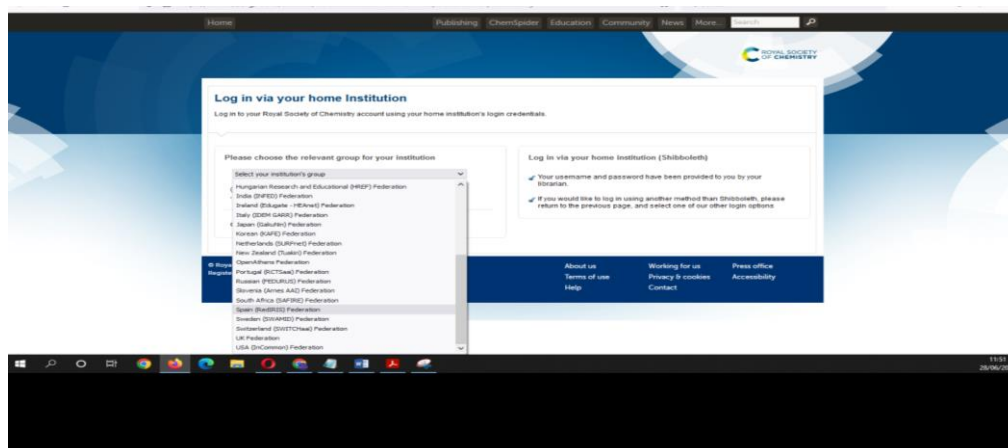 Home
Publishing ChemSpider Education Community News More... Search
ROYAL SOCIETY
OF CHEMISTRY
Log in via your home Institution
Log in to your Royal Society of Chemistry account using your home institution's login credentials.
Please choose the relevant group for your institution
Select your institution's group
Hungarian Research and Educational (HREF) Federation
India (INFED) Federation
Ireland (Edugate - HEAnet) Federation
Italy (IDEM GARR) Federation
Japan (GakuNin) Federation
Korean (KAFE) Federation
Netherlands (SURFnet) Federation
New Zealand (Tuakiri) Federation
OpenAthens Federation
Portugal (RCTSaai) Federation
Russian (FEDURUS) Federation
Slovenia (Arnes AAI) Federation
South Africa (SAFIRE) Federation
Spain (RedIRIS) Federation
Sweden (SWAMID) Federation
Switzerland (SWITCHaai) Federation
UK Federation
USA (InCommon) Federation
Log in via your home institution (Shibboleth)
Your username and password have been provided to you by your
librarian.
If you would like to log in using another method than Shibboleth, please
return to the previous page, and select one of our other login options
© Roya
Registe
About us
Terms of use
Help
Working for us
Privacy & cookies
Contact
Press office
Accessibility
11:51
28/06/20